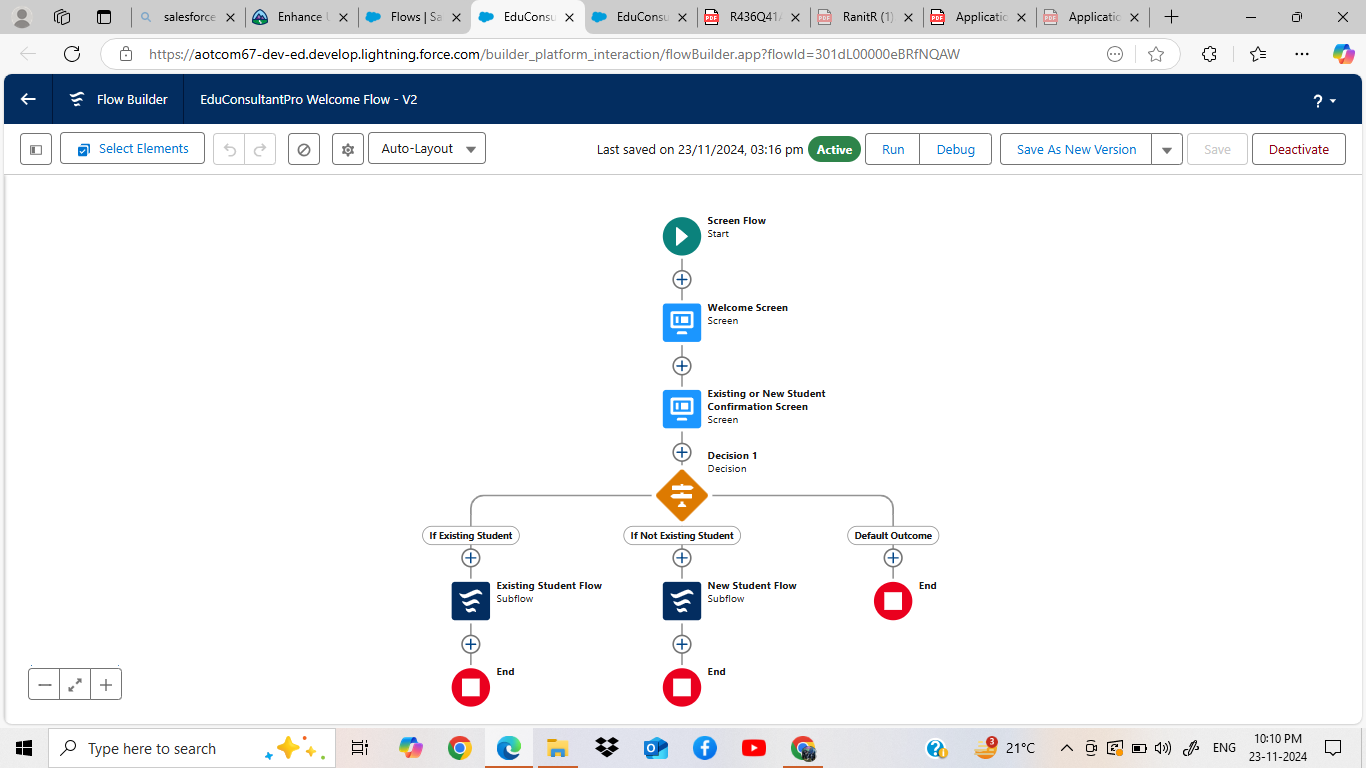 salesforce
Enhance U
Flows | Sa
EduConsu
EduConsu
R436Q41
RanitR (1)
Applicatio
Applicatio
https://aotcom67-dev-ed.develop.lightning.force.com/builder_platform_interaction/flowBuilder.app?flowId=301dL00000eBRfNQAW
Flow Builder
EduConsultantPro Welcome Flow - V2
?
Select Elements
Auto-Layout
Last saved on 23/11/2024, 03:16 pm
Active
Run
Debug
Save As New Version
Save
Deactivate
Screen Flow
Start
Welcome Screen
Screen
Existing or New Student
Confirmation Screen
Screen
Decision 1
Decision
If Existing Student
If Not Existing Student
Default Outcome
Existing Student Flow
Subflow
New Student Flow
Subflow
End
End
End
Type here to search
3
21°C
ENG
10:10 PM
23-11-2024